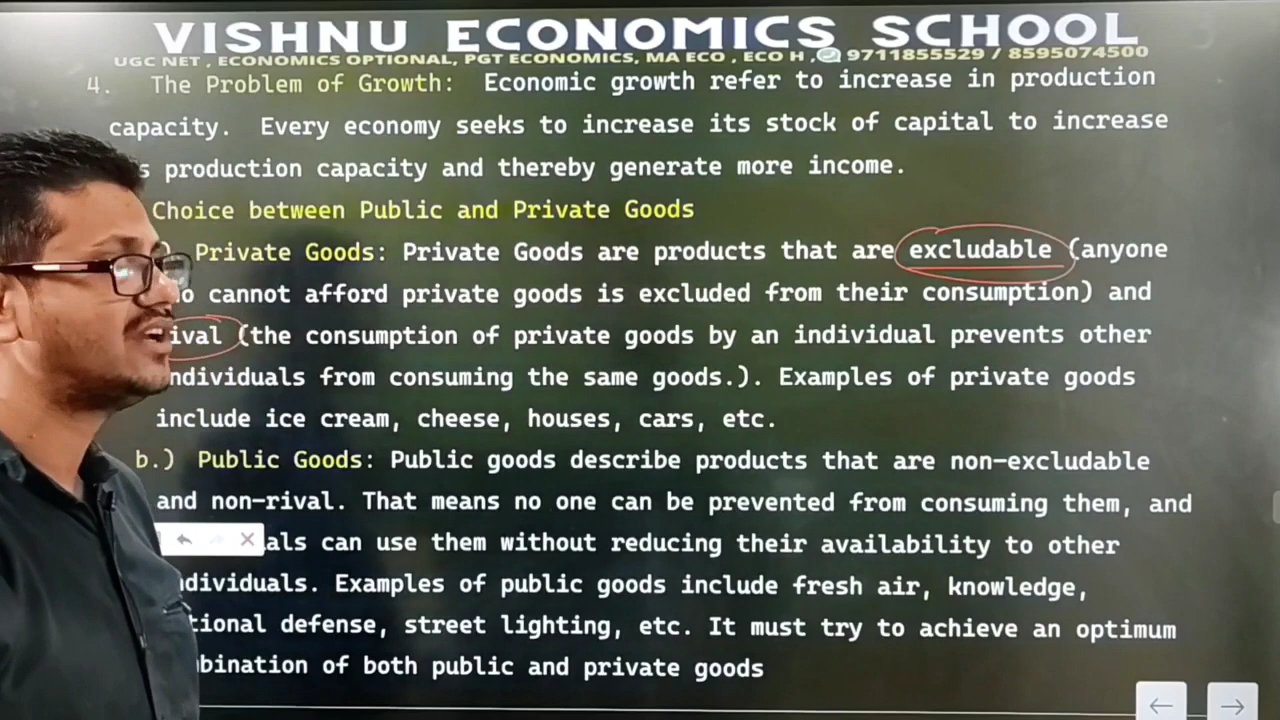 VISHNU ECONOMICS SCHOOL
UGC NET , ECONOMICS OPTIONAL, PGT ECONOMICS, MA ECO , ECO H , 9711855529 / 8595074500
4. The Problem of Growth: Economic growth refer to increase in production
capacity. Every economy seeks to increase its stock of capital to increase
s production capacity and thereby generate more income.
Choice between Public and Private Goods
) Private Goods: Private Goods are products that are excludable (anyone
o cannot afford private goods is excluded from their consumption) and
ival (the consumption of private goods by an individual prevents other
ndividuals from consuming the same goods.). Examples of private goods
include ice cream, cheese, houses, cars, etc.
b.) Public Goods: Public goods describe products that are non-excludable
and non-rival. That means no one can be prevented from consuming them, and
als can use them without reducing their availability to other
dividuals. Examples of public goods include fresh air, knowledge,
tional defense, street lighting, etc. It must try to achieve an optimum
bination of both public and private goods